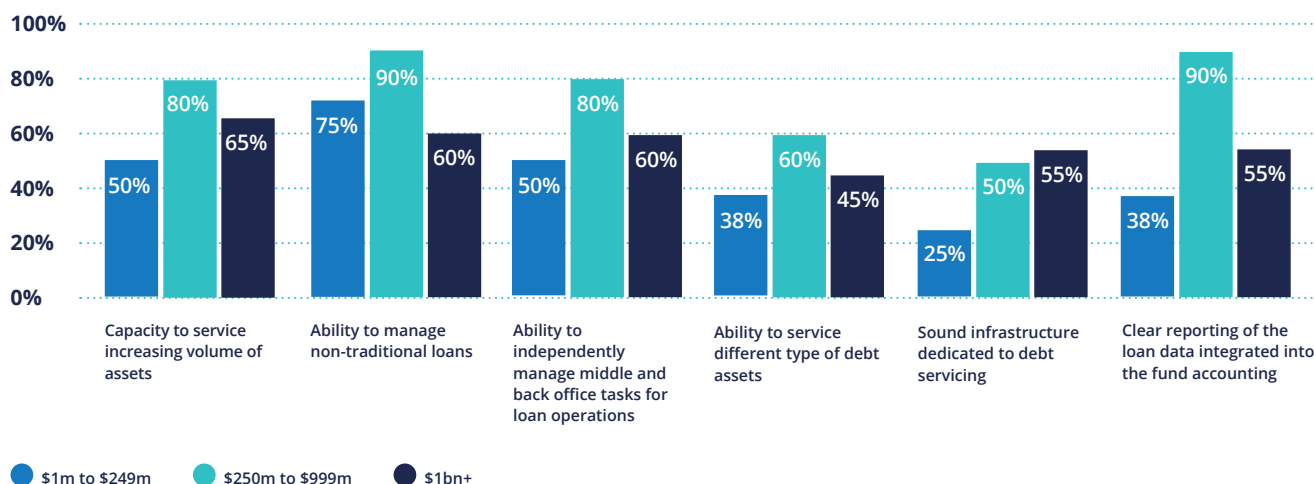 100%
80%
60%
40%
20%
0%
50%
80%
65%
75%
90%
60%
50%
80%
60%
38%
60%
45%
25%
50%
55%
38%
90%
55%
Capacity to service
increasing volume of
assets
Ability to manage
non-traditional loans
Ability to
independently
manage middle and
back office tasks for
loan operations
Ability to service
different type of debt
assets
Sound infrastructure
dedicated to debt
servicing
Clear reporting of the
loan data integrated into
the fund accounting
$1m to $249m
$250m to $999m
$1bn+